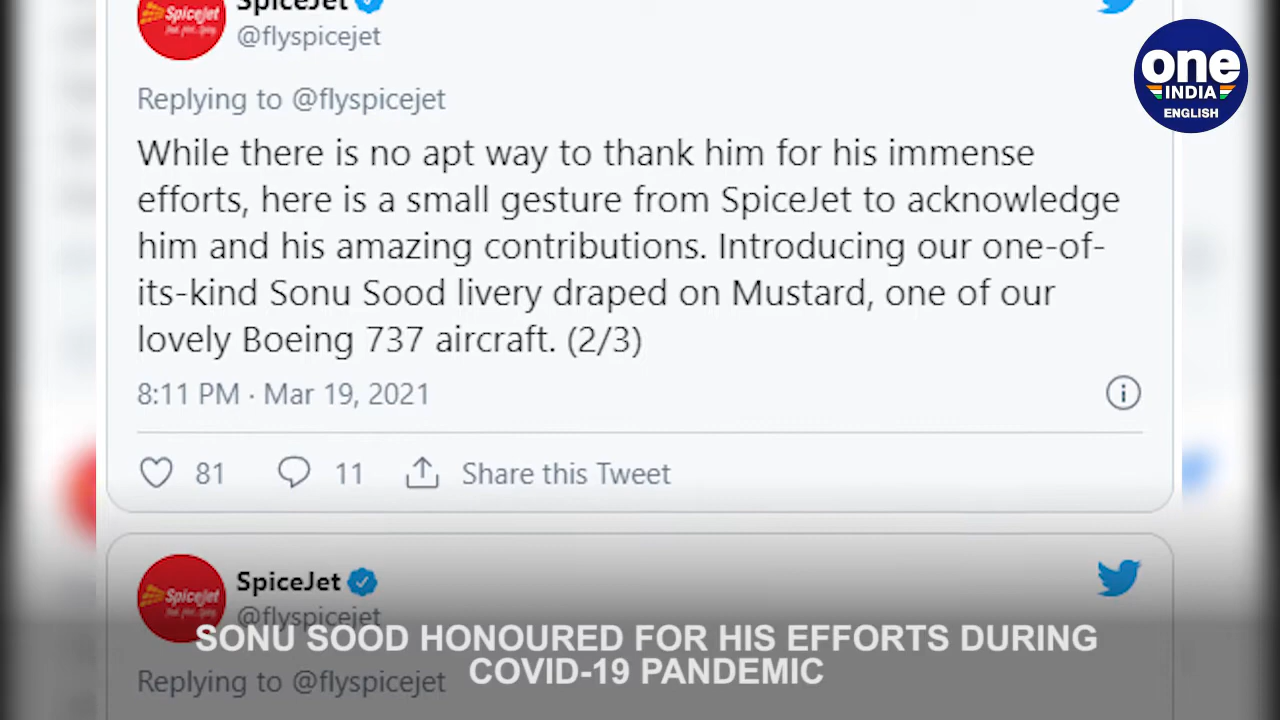 SpiceJet
@flyspicejet
Replying to @flyspicejet
While there is no apt way to thank him for his immense
efforts, here is a small gesture from SpiceJet to acknowledge
him and his amazing contributions. Introducing our one-of-
its-kind Sonu Sood livery draped on Mustard, one of our
lovely Boeing 737 aircraft. (2/3)
8:11 PM · Mar 19, 2021
81 11 Share this Tweet
SpiceJet
SpiceJet
@flyspicejet
Replying to @flyspicejet
SpiceJet
one
INDIA
ENGLISH
SONU SOOD HONOURED FOR HIS EFFORTS DURING
COVID-19 PANDEMIC